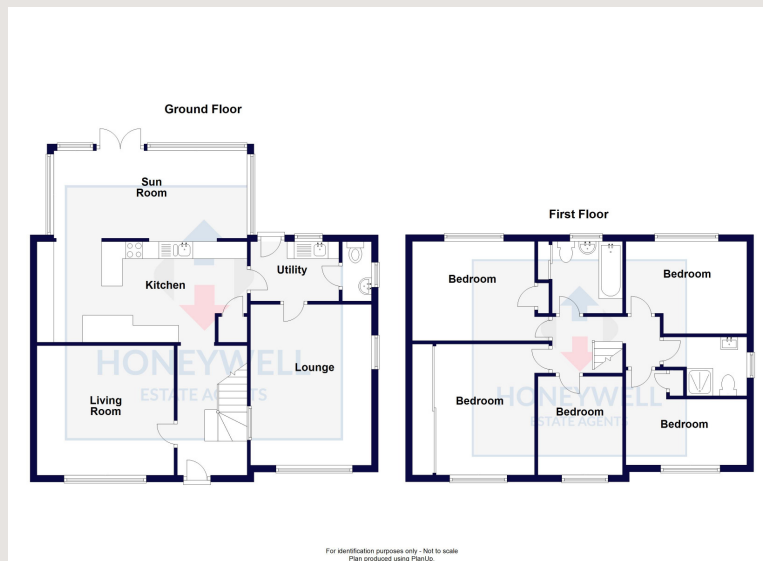 Ground Floor
Sun
Room
Kitchen
Utility
Living
Room
Lounge
HONEYWELL
ESTATE AGENTS
First Floor
Bedroom
Bedroom
Bedroom
Bedroom
Bedroom
HONEYWELL
ESTATE AGENTS
For identification purposes only - Not to scale
Plan produced using PlanUp.